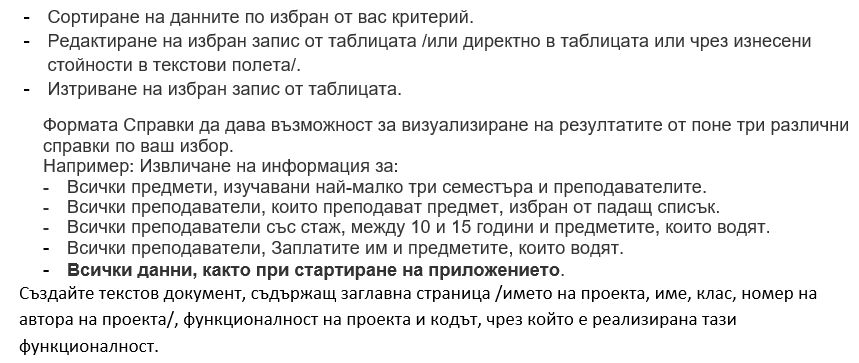 - Сортиране на данните по избран от вас критерий.
- Редактиране на избран запис от таблицата /или директно в таблицата или чрез изнесени
стойности в текстови полета/.
- Изтриване на избран запис от таблицата.
Формата Справки да дава възможност за визуализиране на резултатите от поне три различни
справки по ваш избор.
Например: Извличане на информация за:
- Всички предмети, изучавани най-малко три семестъра и преподавателите.
- Всички преподаватели, които преподават предмет, избран от падащ списък.
- Всички преподаватели със стаж, между 10 и 15 години и предметите, които водят.
- Всички преподаватели, Заплатите им и предметите, които водят.
- Всички данни, както при стартиране на приложението.
Създайте текстов документ, съдържащ заглавна страница /името на проекта, име, клас, номер на
автора на проекта/, функционалност на проекта и кодът, чрез който е реализирана тази
функционалност.